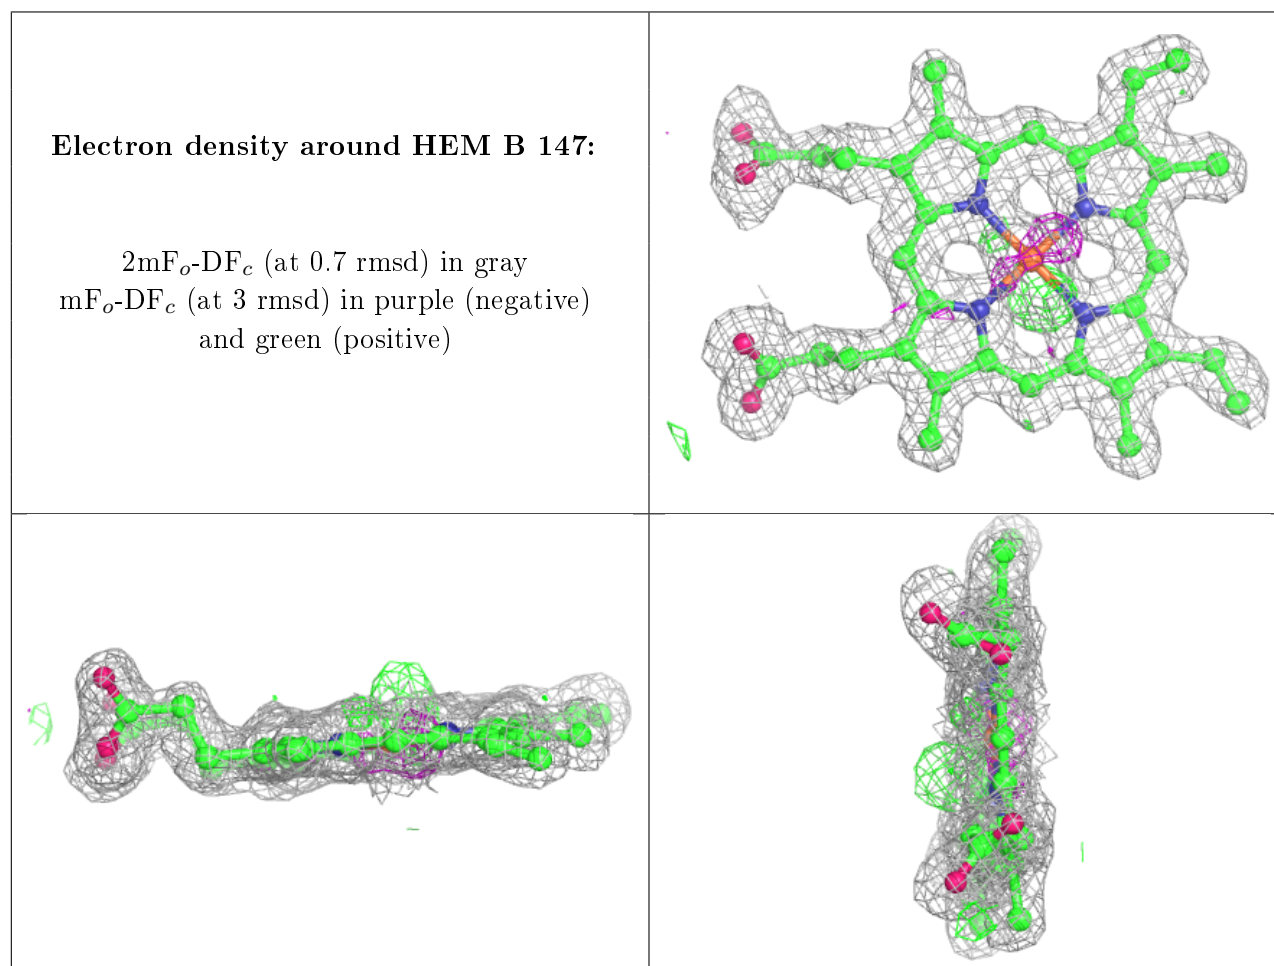 Electron density around HEM B 147:
2mFₒ-DF𝒸 (at 0.7 rmsd) in gray
mFₒ-DF𝒸 (at 3 rmsd) in purple (negative)
and green (positive)